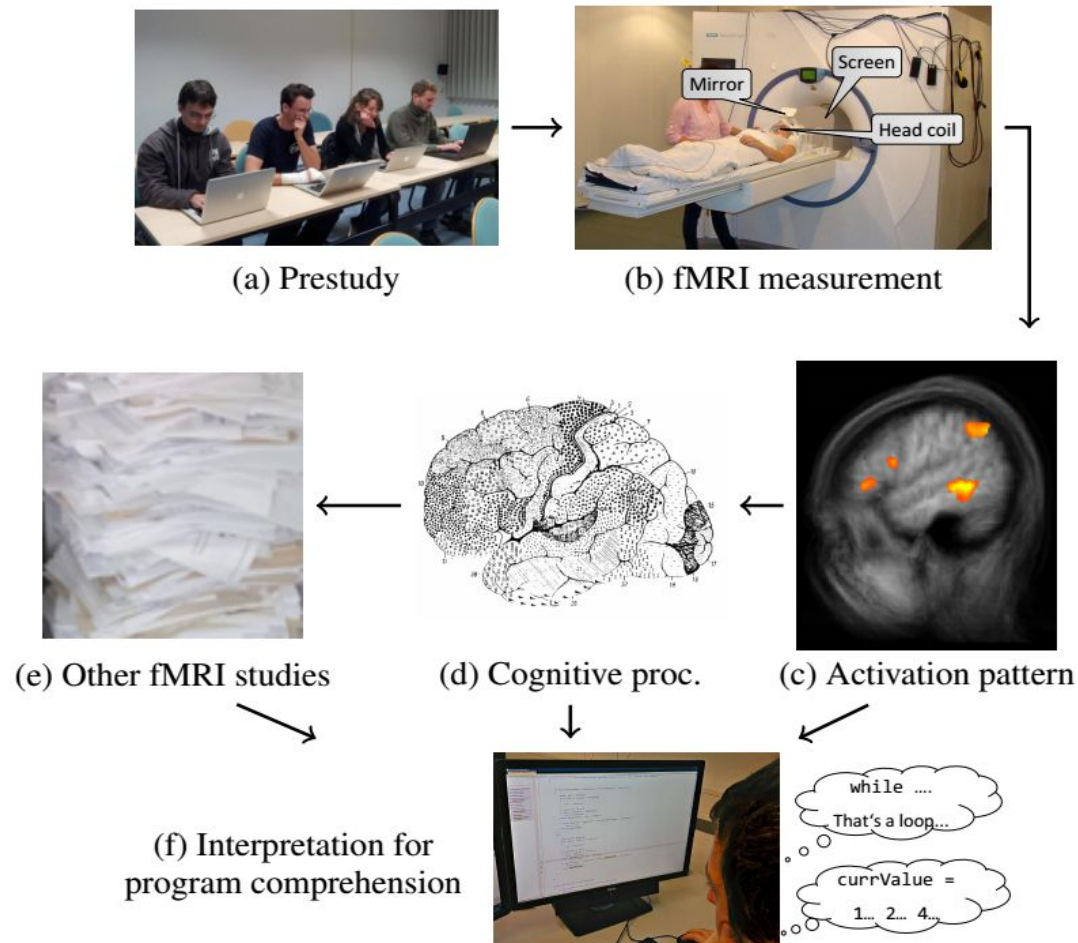 Mirror
Screen
Head coil
(a) Prestudy
(b) fMRI measurement
(e) Other fMRI studies
(d) Cognitive proc.
(c) Activation pattern
(f) Interpretation for
program comprehension
while ....
That's a loop...
currValue =
1... 2... 4...